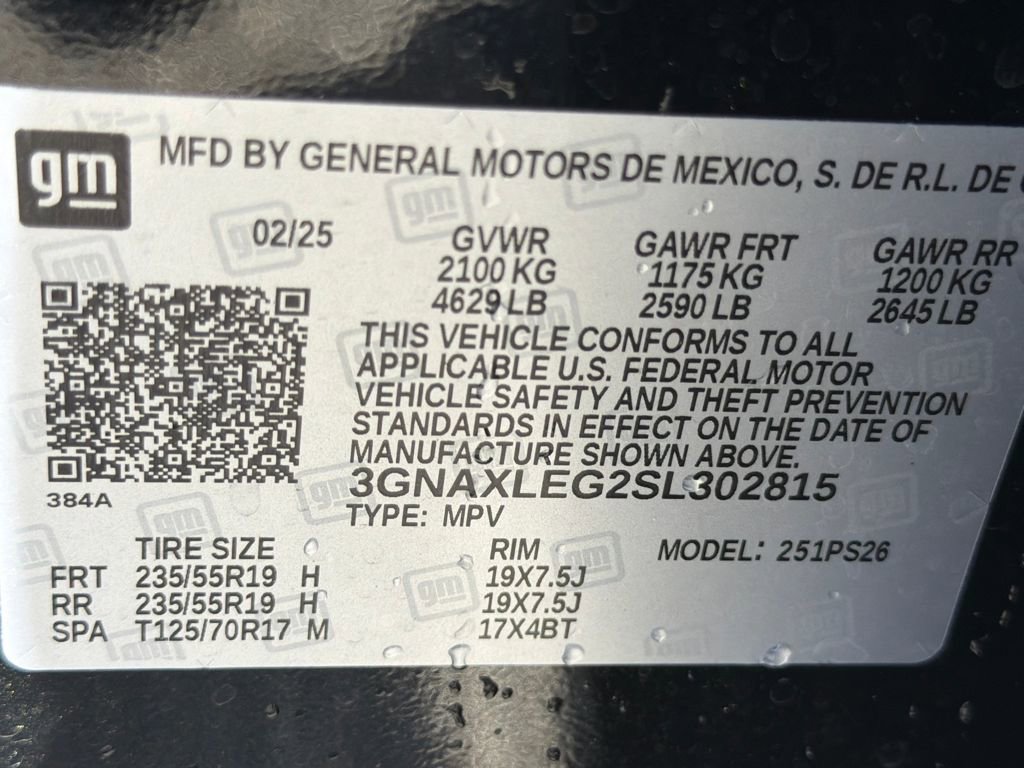 gm
MFD BY GENERAL MOTORS DE MEXICO, S. DE R.L. DE
02/25
GVWR GAWR FRT GAWR RR
2100 KG 1175 KG 1200 KG
4629 LB 2590 LB 2645 LB
THIS VEHICLE CONFORMS TO ALL
APPLICABLE U.S. FEDERAL MOTOR
VEHICLE SAFETY AND THEFT PREVENTION
STANDARDS IN EFFECT ON THE DATE OF
MANUFACTURE SHOWN ABOVE.
3GNAXLEG2SL302815
384A
TYPE: MPV
TIRE SIZE RIM MODEL: 251PS26
FRT 235/55R19 H 19X7.5J
RR 235/55R19 H 19X7.5J
SPA T125/70R17 M 17X4BT